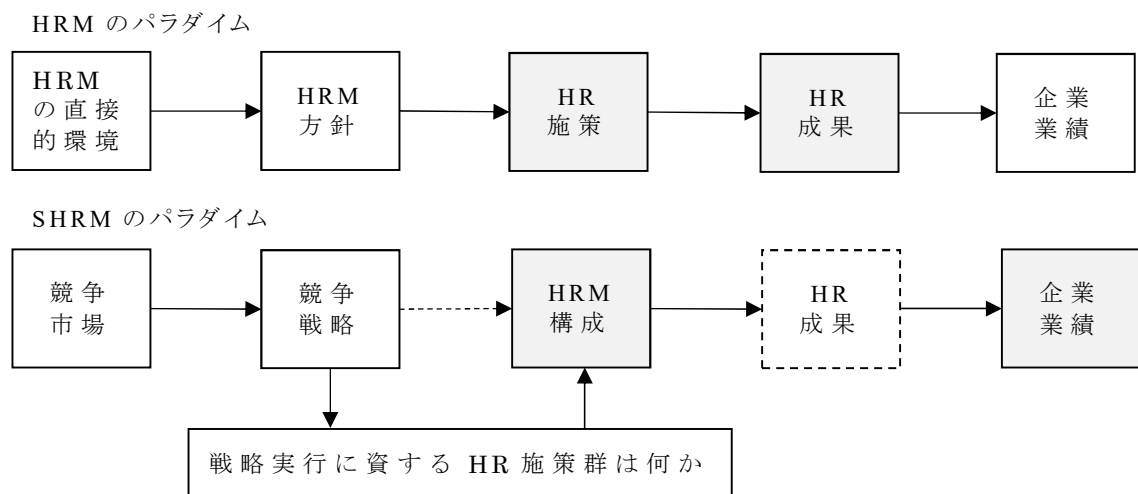 HRM のパラダイム
HRM
の直接
的環境
HRM
方針
HR
施策
HR
成果
企業
業績
SHRM のパラダイム
競争
市場
競争
戦略
HRM
構成
HR
成果
企業
業績
戦略実行に資する HR 施策群は何か